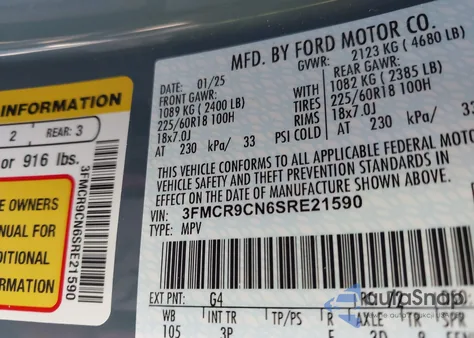 INFORMATION
2 REAR: 3
or 916 lbs.
E OWNERS
NUAL FOR
DITIONAL
FORMATION
3FMCR9CN6SRE21590
MFD. BY FORD MOTOR CO.
DATE: 01/25 GVWR: 2123 KG ( 4680 LB)
FRONT GAWR: REAR GAWR:
1089 KG ( 2400 LB) WITH 1082 KG ( 2385 LB)
225/60R18 100H TIRES 225/60R18 100H
18x7.0J RIMS 18x7.0J
AT 230 kPa/ 33 PSI COLD AT 230 kPa/ 33
THIS VEHICLE CONFORMS TO ALL APPLICABLE FEDERAL MOTOR
VEHICLE SAFETY AND THEFT PREVENTION STANDARDS IN
EFFECT ON THE DATE OF MANUFACTURE SHOWN ABOVE.
VIN: 3FMCR9CN6SRE21590
TYPE: MPV
EXT PNT: G4
WB INT TR TP/PS R AXLE TR
105 3P
autaSnap